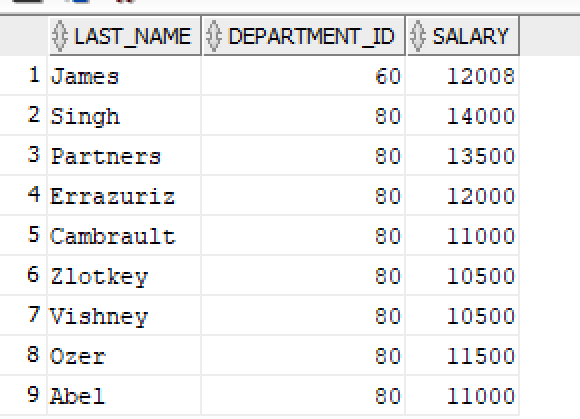 LAST_NAME DEPARTMENT_ID SALARY
1 James 60 12008
2 Singh 80 14000
3 Partners 80 13500
4 Errazuriz 80 12000
5 Cambrault 80 11000
6 Zlotkey 80 10500
7 Vishney 80 10500
8 Ozer 80 11500
9 Abel 80 11000